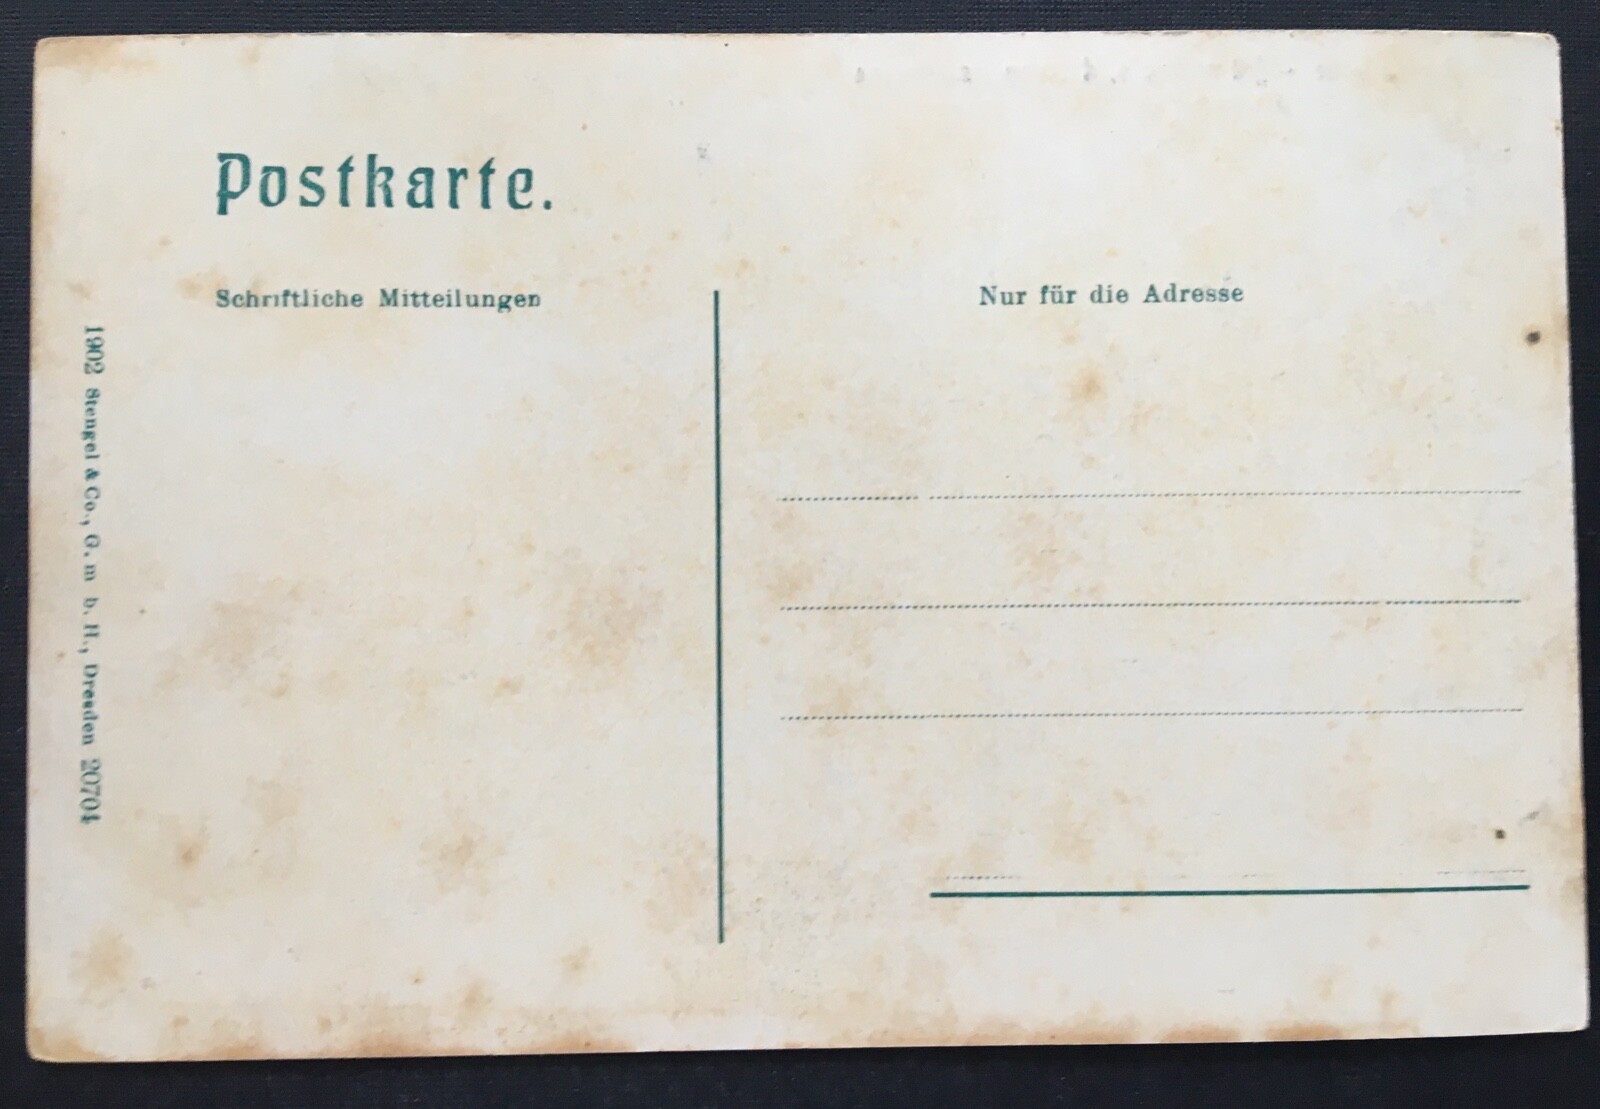 Postkarte.
Schriftliche Mitteilungen
Nur für die Adresse
1902 Stengel & Co., G. m b. H., Dresden 20704